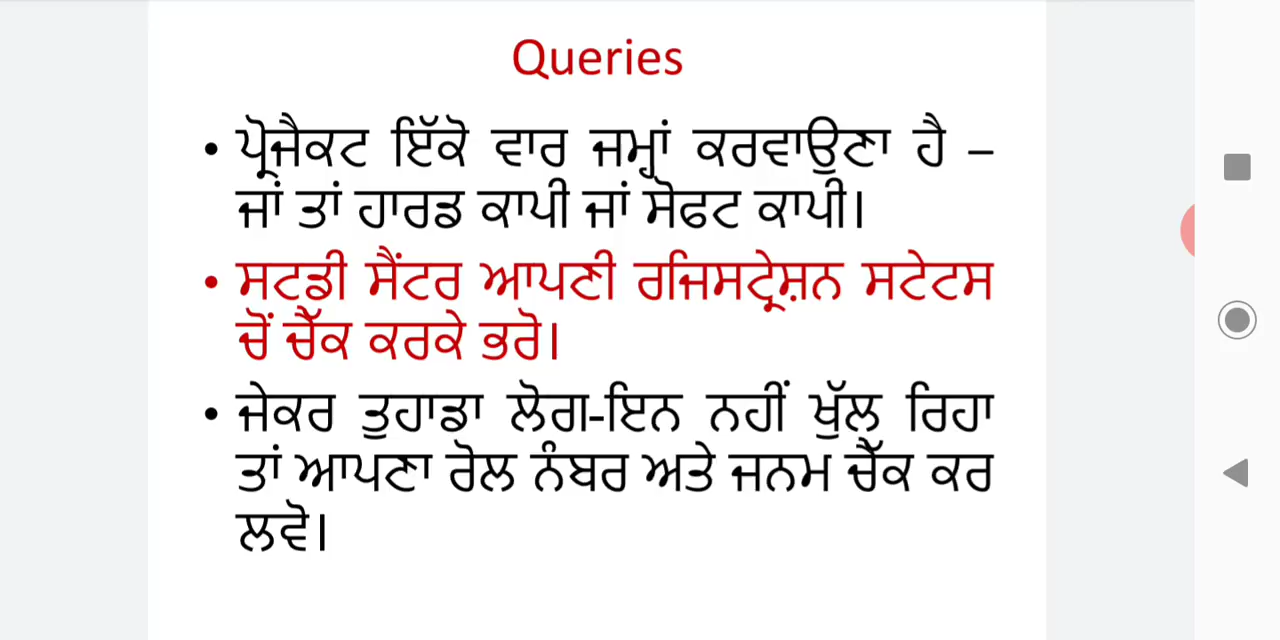 Queries
• ਪ੍ਰੋਜੈਕਟ ਇੱਕੋ ਵਾਰ ਜਮ੍ਹਾਂ ਕਰਵਾਉਣਾ ਹੈ –
ਜਾਂ ਤਾਂ ਹਾਰਡ ਕਾਪੀ ਜਾਂ ਸੋਫਟ ਕਾਪੀ।
• ਸਟਡੀ ਸੈਂਟਰ ਆਪਣੀ ਰਜਿਸਟ੍ਰੇਸ਼ਨ ਸਟੇਟਸ
ਚੋਂ ਚੈੱਕ ਕਰਕੇ ਭਰੋ।
• ਜੇਕਰ ਤੁਹਾਡਾ ਲੋਗ-ਇਨ ਨਹੀਂ ਖੁੱਲ ਰਿਹਾ
ਤਾਂ ਆਪਣਾ ਰੋਲ ਨੰਬਰ ਅਤੇ ਜਨਮ ਚੈੱਕ ਕਰ
ਲਵੋ।